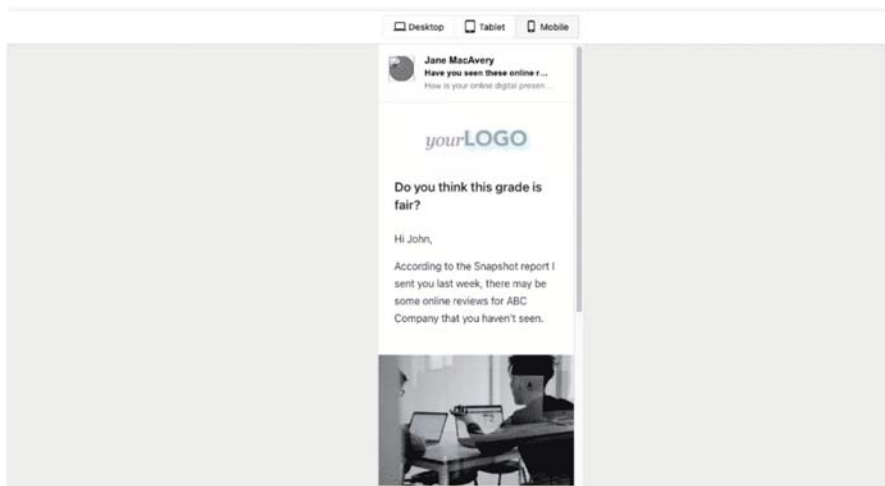 Desktop Tablet Mobile
Jane MacAvery
Have you seen these online r...
How is your online digital presen...
yourLOGO
Do you think this grade is
fair?
Hi John,
According to the Snapshot report I
sent you last week, there may be
some online reviews for ABC
Company that you haven't seen.